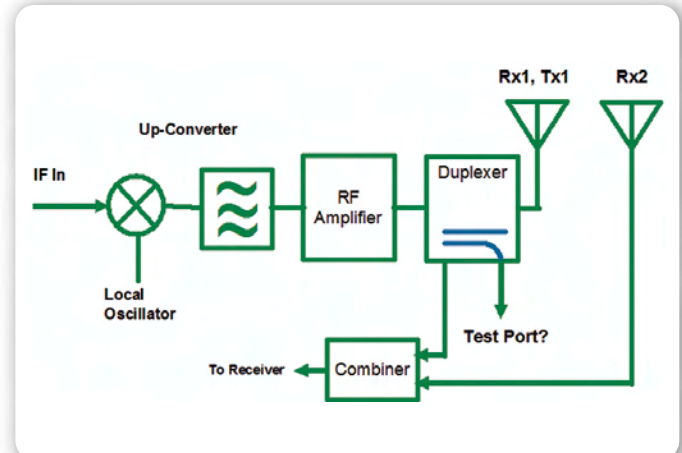 Rx1, Tx1
Rx2
Up-Converter
IF In
Duplexer
RF
Amplifier
Local
Oscillator
Test Port?
To Receiver
Combiner